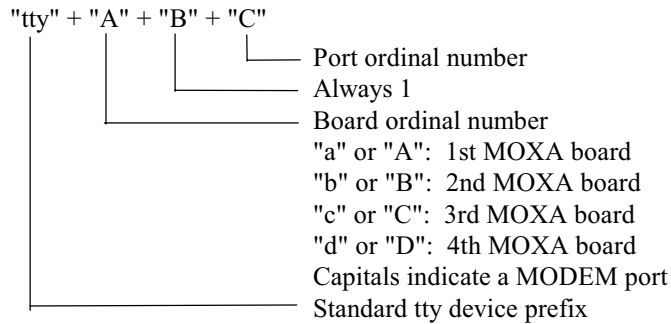 "tty" + "A" + "B" + "C"
Port ordinal number
Always 1
Board ordinal number
"a" or "A":  1st MOXA board
"b" or "B":  2nd MOXA board
"c" or "C":  3rd MOXA board
"d" or "D":  4th MOXA board
Capitals indicate a MODEM port
Standard tty device prefix